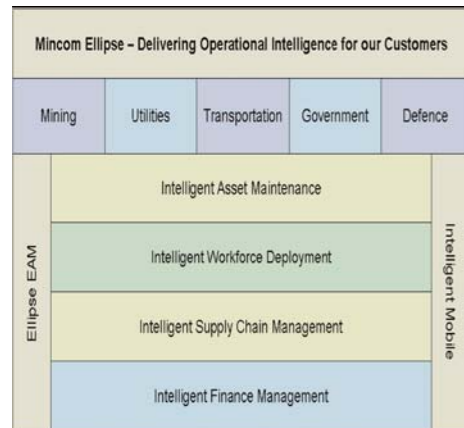 Mincom Ellipse – Delivering Operational Intelligence for our Customers
Mining
Utilities
Transportation
Government
Defence
Ellipse EAM
Intelligent Asset Maintenance
Intelligent Workforce Deployment
Intelligent Supply Chain Management
Intelligent Finance Management
Intelligent Mobile